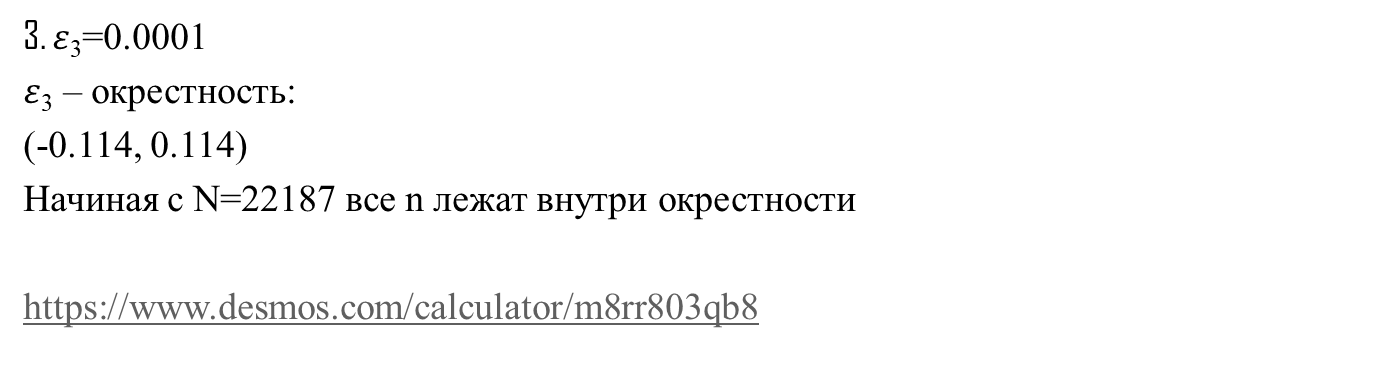 3. 𝜀₃=0.0001
𝜀₃ – окрестность:
(-0.114, 0.114)
Начиная с N=22187 все n лежат внутри окрестности
https://www.desmos.com/calculator/m8rr803qb8